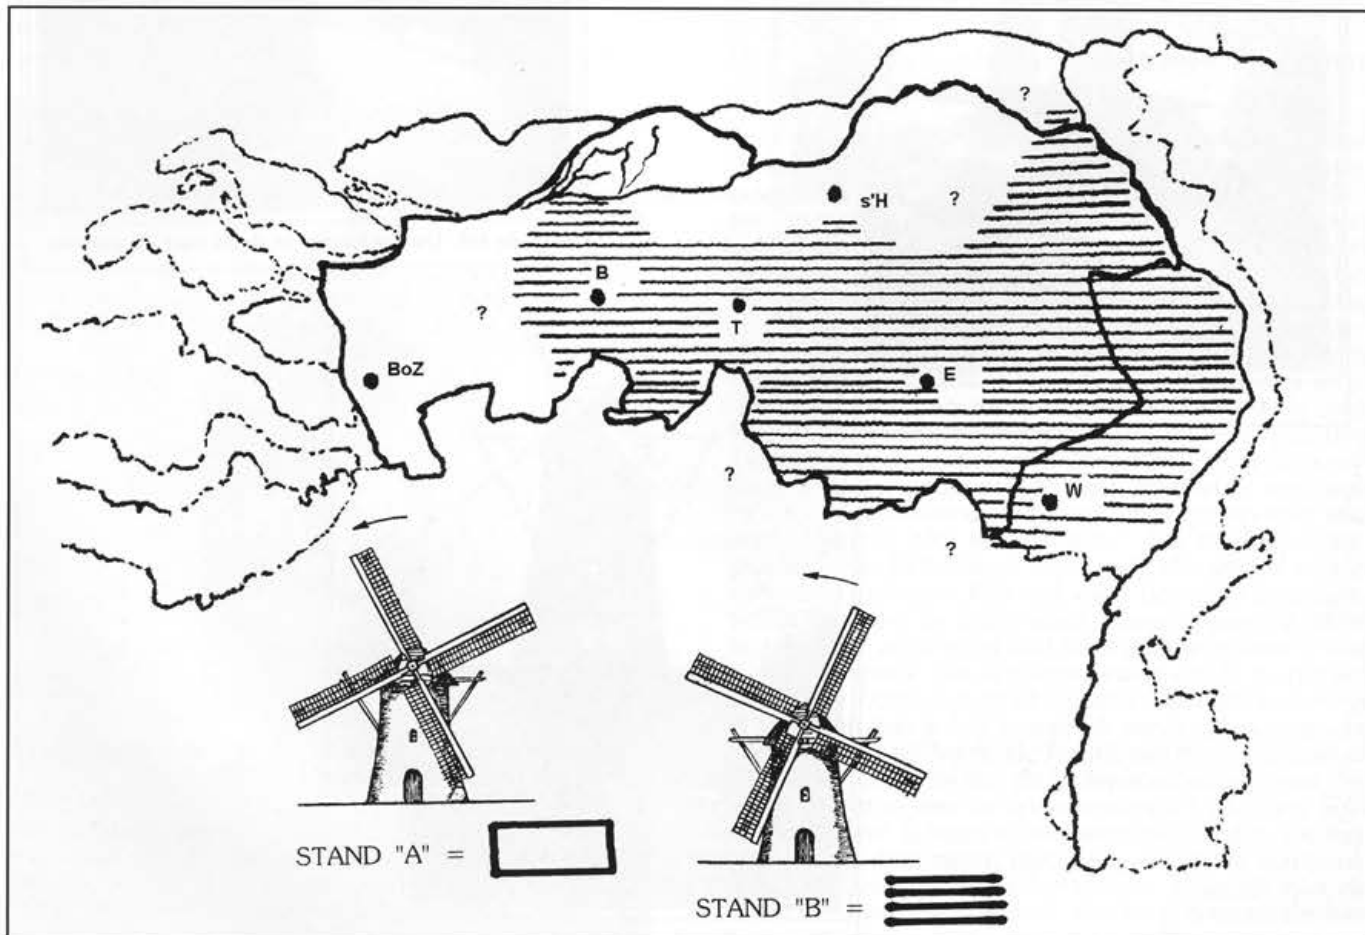 ?
s'H
?
B
?
T
BoZ
E
?
W
?
STAND "A" =
STAND "B" =